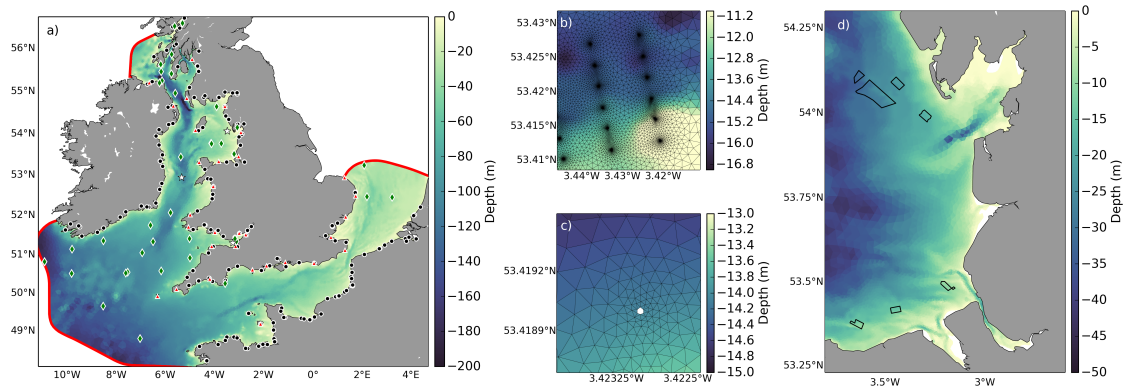 a)
56°N
55°N
54°N
53°N
52°N
51°N
50°N
49°N
10°W 8°W 6°W 4°W 2°W 0° 2°E 4°E
0
−20
−40
−60
−80
−100
−120
−140
−160
−180
−200
Depth (m)
b)
53.43°N
53.425°N
53.42°N
53.415°N
53.41°N
3.44°W 3.43°W 3.42°W
−11.2
−12.0
−12.8
−13.6
−14.4
−15.2
−16.0
−16.8
Depth (m)
c)
53.4192°N
53.4189°N
3.42325°W 3.4225°W
−13.0
−13.2
−13.4
−13.6
−13.8
−14.0
−14.2
−14.4
−14.6
−14.8
−15.0
Depth (m)
d)
54.25°N
54°N
53.75°N
53.5°N
53.25°N
3.5°W 3°W
0
−5
−10
−15
−20
−25
−30
−35
−40
−45
−50
Depth (m)